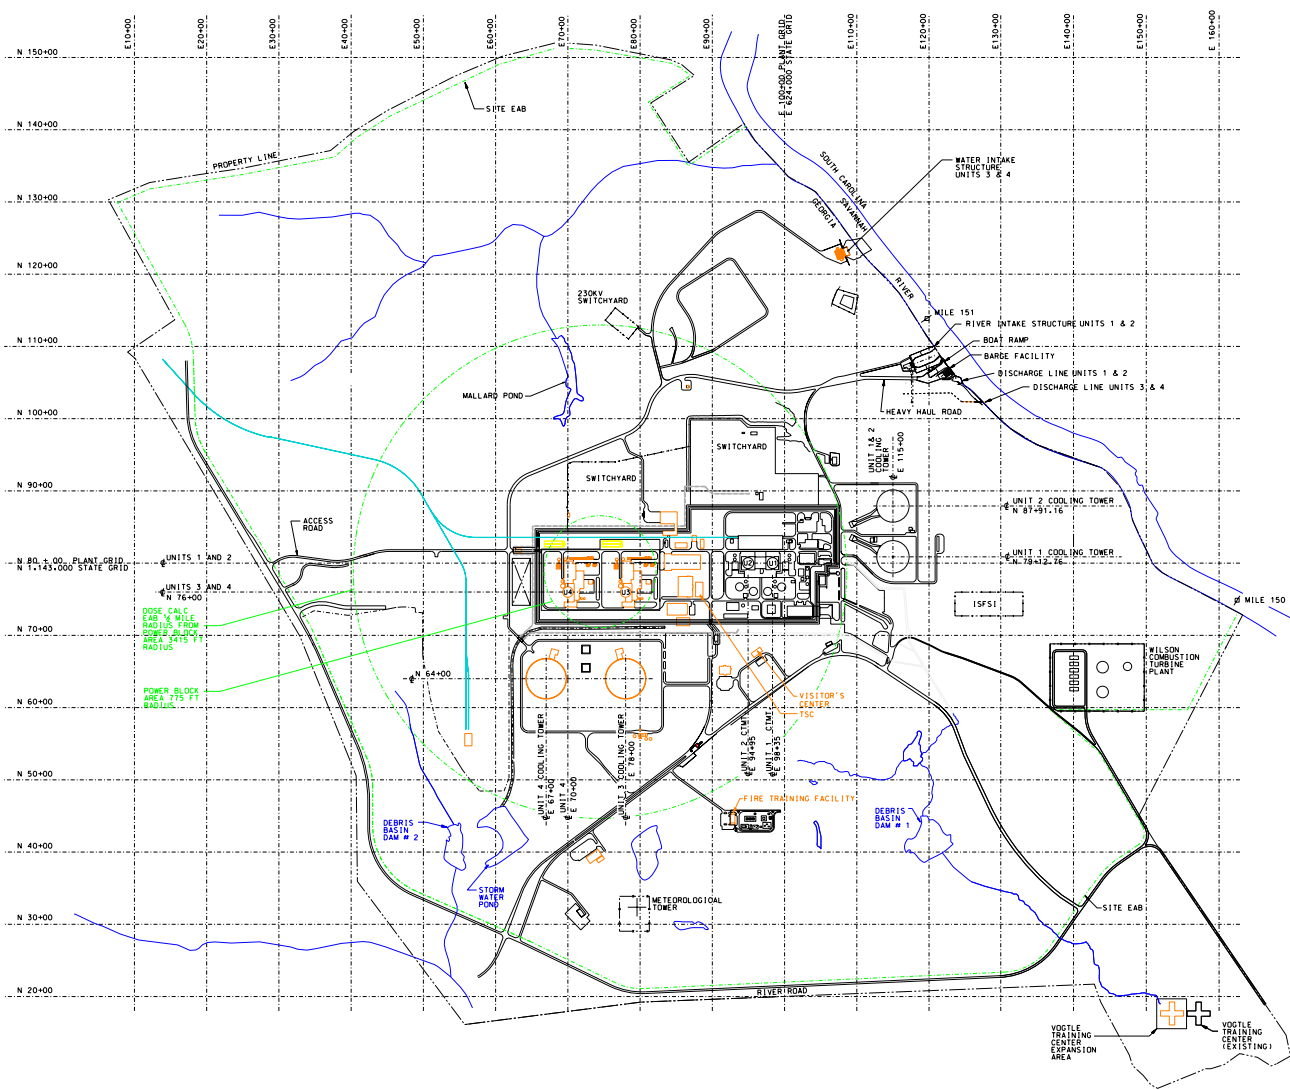 E10+00
E20+00
E30+00
E40+00
E50+00
E60+00
E70+00
E80+00
E90+00
E 100+00 PLANT GRID
E 624,000 STATE GRID
E110+00
E120+00
E130+00
E140+00
E150+00
E 160+00
N 150+00
N 140+00
N 130+00
N 120+00
N 110+00
N 100+00
N 90+00
N 80 + 00 PLANT GRID
N 1,143,000 STATE GRID
N 70+00
N 60+00
N 50+00
N 40+00
N 30+00
N 20+00
SITE EAB
PROPERTY LINE
SOUTH CAROLINA
SAVANNAH
GEORGIA
RIVER
WATER INTAKE
STRUCTURE
UNITS 3 & 4
230KV
SWITCHYARD
MILE 151
RIVER INTAKE STRUCTURE UNITS 1 & 2
BOAT RAMP
BARGE FACILITY
DISCHARGE LINE UNITS 1 & 2
DISCHARGE LINE UNITS 3 & 4
HEAVY HAUL ROAD
MALLARD POND
SWITCHYARD
SWITCHYARD
UNIT 1& 2
COOLING
TOWER
E 115+00
UNIT 2 COOLING TOWER
N 87+91.16
UNIT 1 COOLING TOWER
N 79+12.76
ACCESS
ROAD
UNITS 1 AND 2
UNITS 3 AND 4
N 76+00
U4
U3
U2
U1
ISFSI
MILE 150
DOSE CALC
EAB ½ MILE
RADIUS FROM
POWER BLOCK
AREA 3415 FT
RADIUS
POWER BLOCK
AREA 775 FT
RADIUS
N 64+00
WILSON
COMBUSTION
TURBINE
PLANT
VISITOR'S
CENTER
TSC
UNIT 4 COOLING TOWER
E 67+00
UNIT 4
E 70+00
UNIT 3 COOLING TOWER
E 78+00
UNIT 2 CTMT
E 94+95
UNIT 1 CTMT
E 98+35
FIRE TRAINING FACILITY
DEBRIS
BASIN
DAM # 2
DEBRIS
BASIN
DAM # 1
STORM
WATER
POND
METEOROLOGICAL
TOWER
SITE EAB
RIVER ROAD
VOGTLE
TRAINING
CENTER
EXPANSION
AREA
VOGTLE
TRAINING
CENTER
(EXISTING)